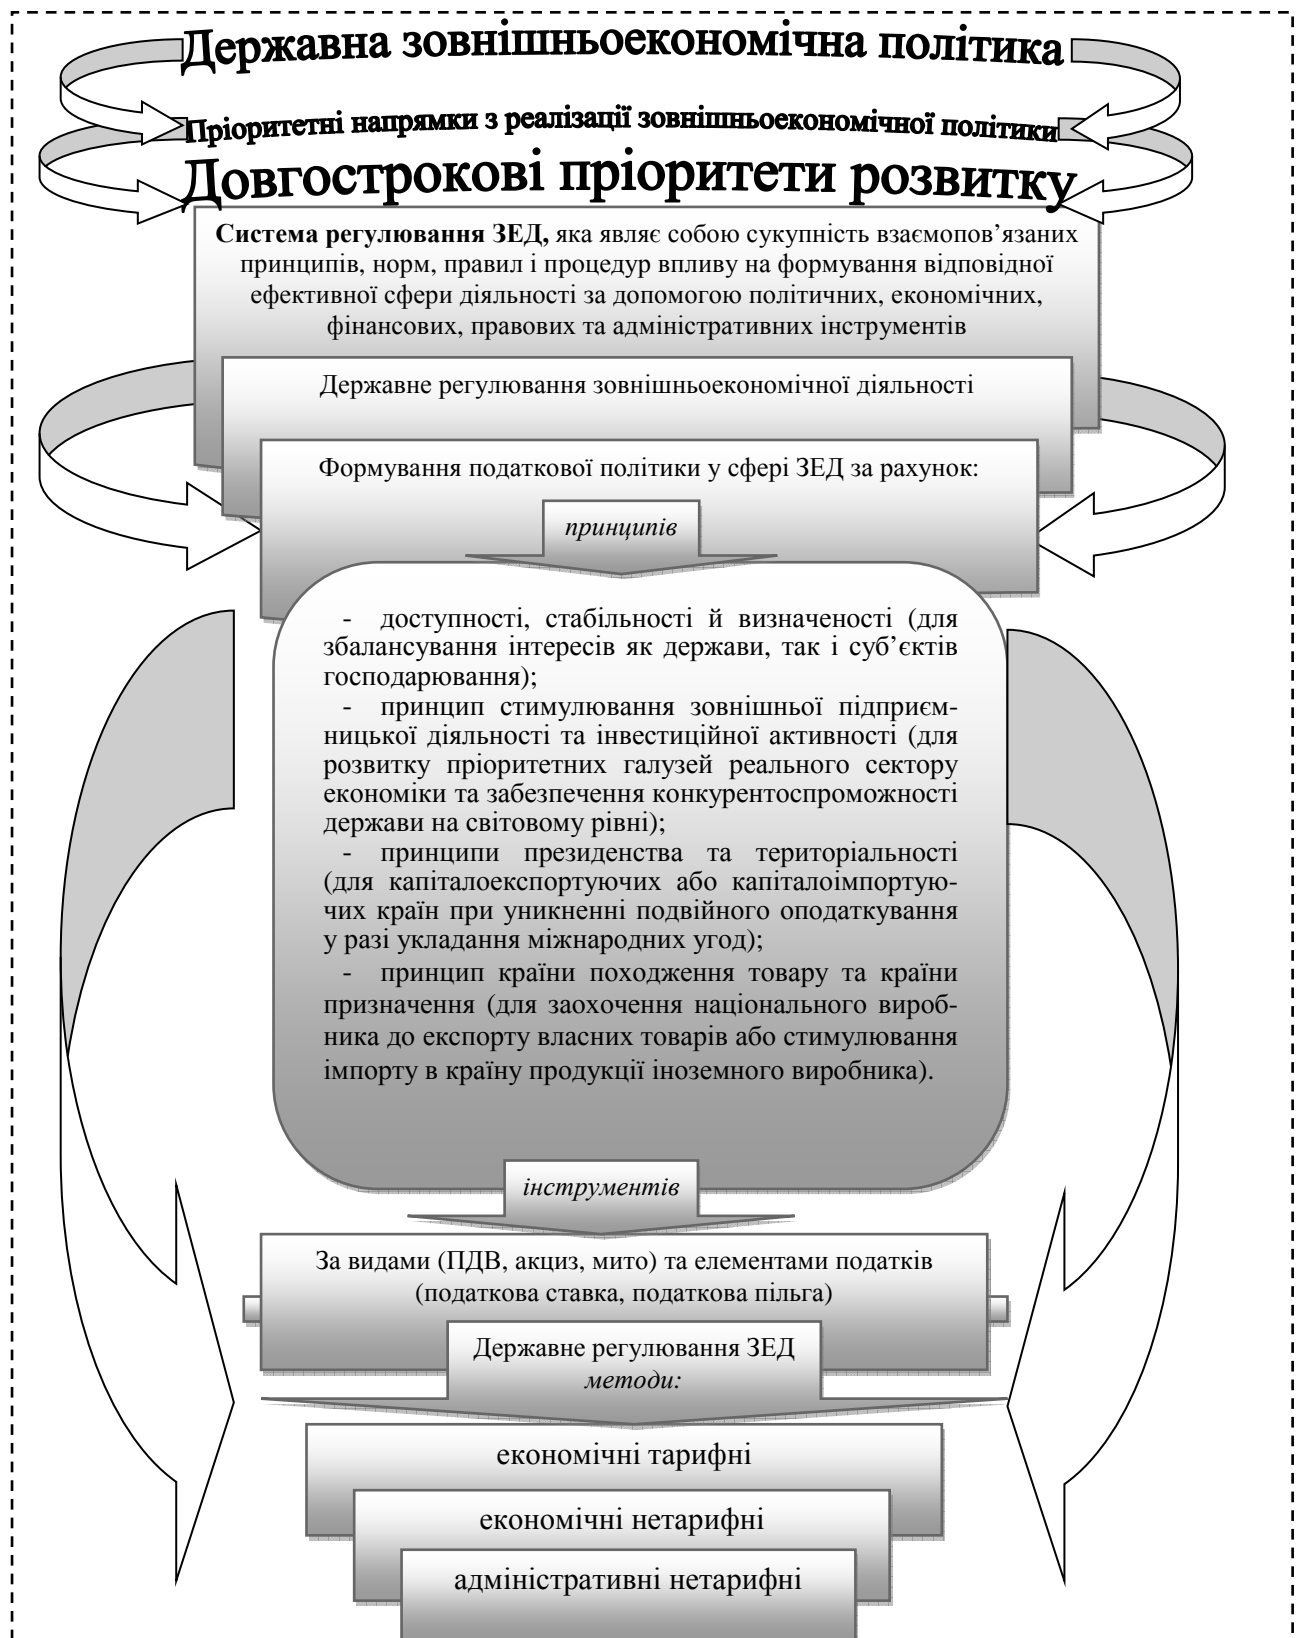 Державна зовнішньоекономічна політика
Пріоритетні напрямки з реалізації зовнішньоекономічної політики
Довгострокові пріоритети розвитку
Система регулювання ЗЕД, яка являє собою сукупність взаємопов’язаних
принципів, норм, правил і процедур впливу на формування відповідної
ефективної сфери діяльності за допомогою політичних, економічних,
фінансових, правових та адміністративних інструментів
Державне регулювання зовнішньоекономічної діяльності
Формування податкової політики у сфері ЗЕД за рахунок:
принципів
- доступності, стабільності й визначеності (для
збалансування інтересів як держави, так і суб’єктів
господарювання);
- принцип стимулювання зовнішньої підприєм-
ницької діяльності та інвестиційної активності (для
розвитку пріоритетних галузей реального сектору
економіки та забезпечення конкурентоспроможності
держави на світовому рівні);
- принципи президенства та територіальності
(для капіталоекспортуючих або капіталоімпортую-
чих країн при уникненні подвійного оподаткування
у разі укладання міжнародних угод);
- принцип країни походження товару та країни
призначення (для заохочення національного вироб-
ника до експорту власних товарів або стимулювання
імпорту в країну продукції іноземного виробника).
інструментів
За видами (ПДВ, акциз, мито) та елементами податків
(податкова ставка, податкова пільга)
Державне регулювання ЗЕД
методи:
економічні тарифні
економічні нетарифні
адміністративні нетарифні